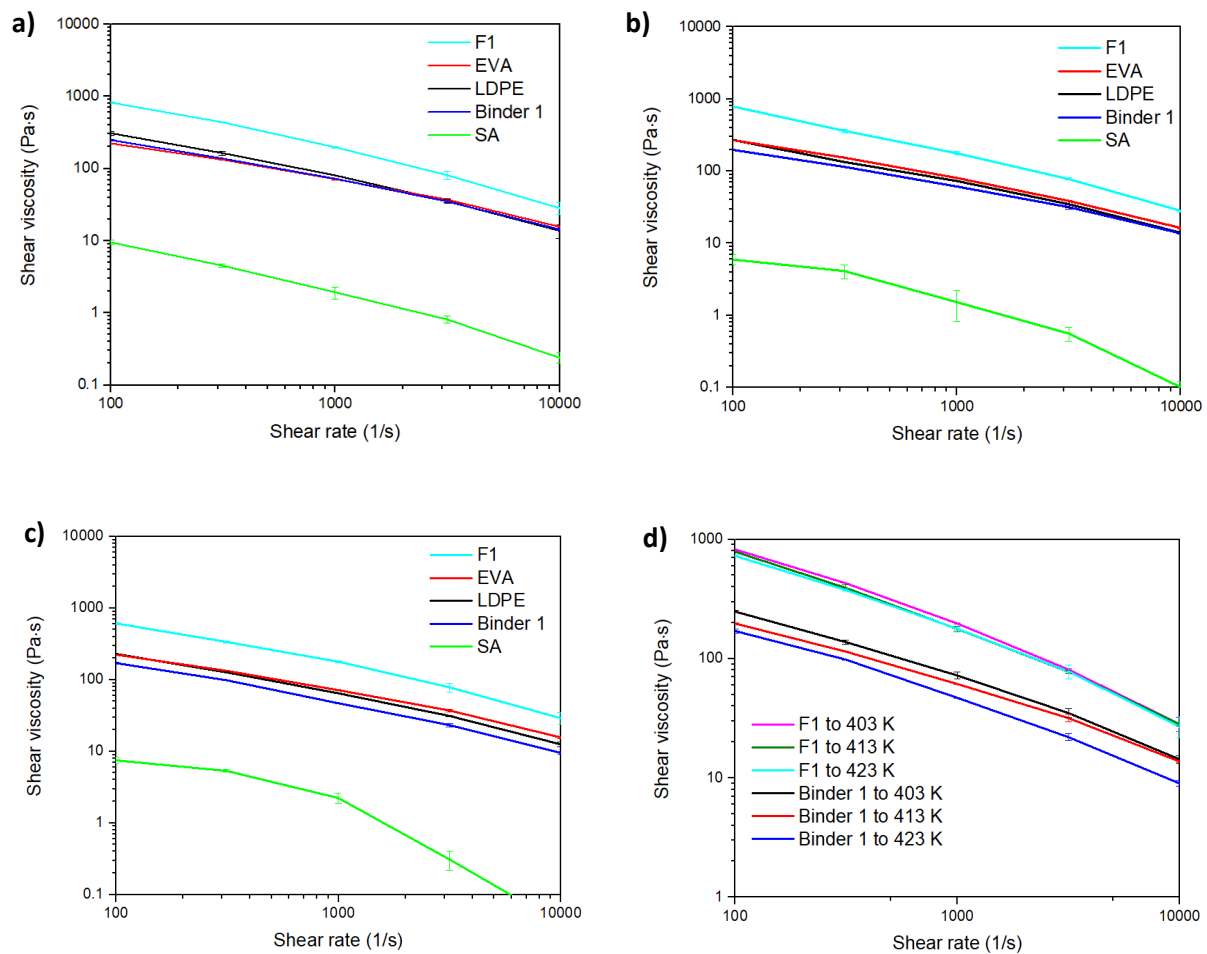 a)
10000
1000
100
10
1
0.1
100
1000
10000
Shear viscosity (Pa·s)
Shear rate (1/s)
F1
EVA
LDPE
Binder 1
SA
b)
10000
1000
100
10
1
0.1
100
1000
10000
Shear viscosity (Pa·s)
Shear rate (1/s)
F1
EVA
LDPE
Binder 1
SA
c)
10000
1000
100
10
1
0.1
100
1000
10000
Shear viscosity (Pa·s)
Shear rate (1/s)
F1
EVA
LDPE
Binder 1
SA
d)
1000
100
10
1
100
1000
10000
Shear viscosity (Pa·s)
Shear rate (1/s)
F1 to 403 K
F1 to 413 K
F1 to 423 K
Binder 1 to 403 K
Binder 1 to 413 K
Binder 1 to 423 K